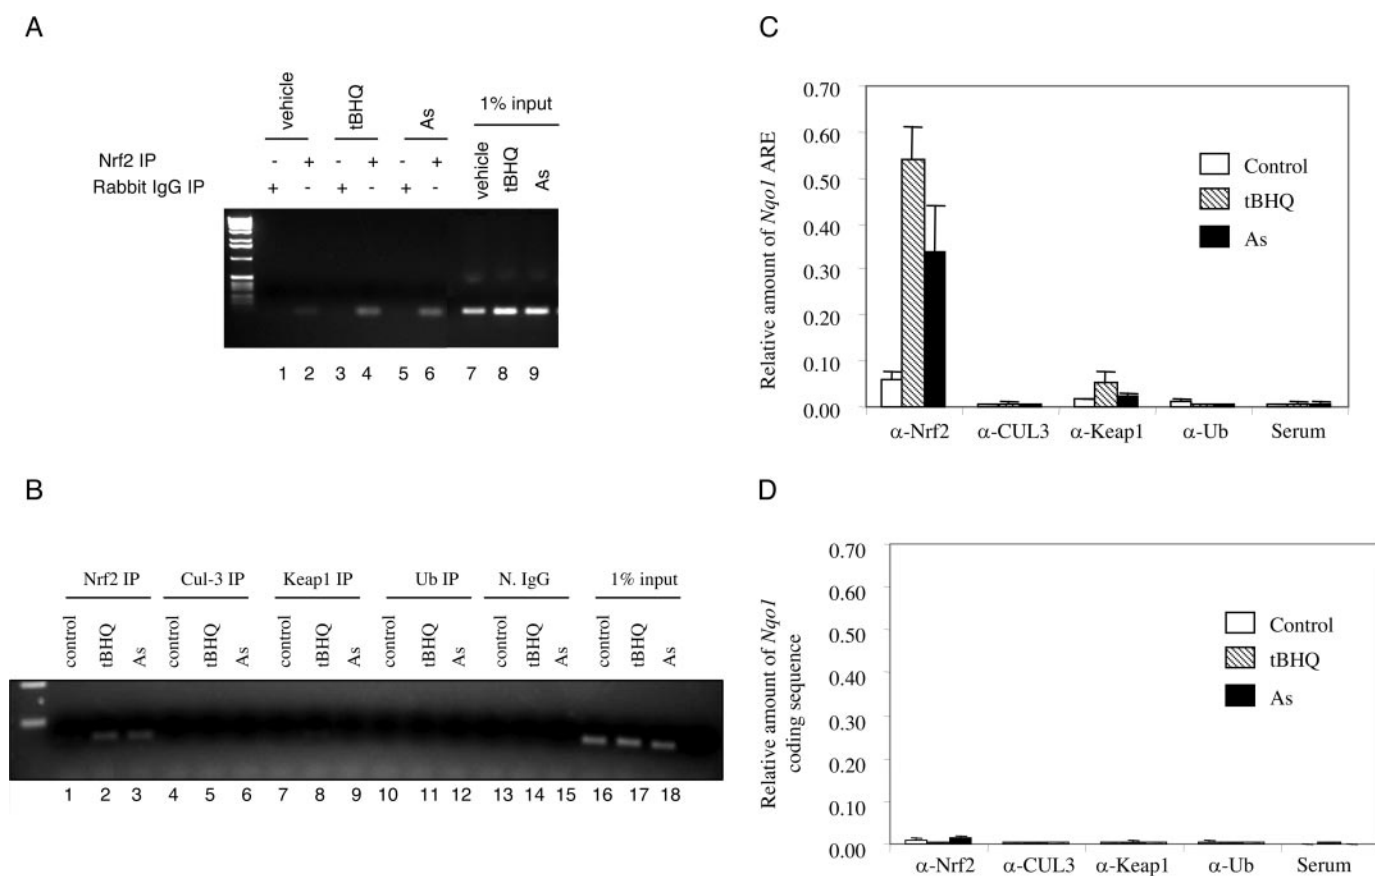 A
vehicle
tBHQ
As
1% input
Nrf2 IP - + - + - +
Rabbit IgG IP + - + - + -
vehicle
tBHQ
As
1 2 3 4 5 6 7 8 9
B
Nrf2 IP Cul-3 IP Keap1 IP Ub IP N. IgG 1% input
control tBHQ As control tBHQ As control tBHQ As control tBHQ As control tBHQ As control tBHQ As
1 2 3 4 5 6 7 8 9 10 11 12 13 14 15 16 17 18
C
Relative amount of Nqo1 ARE
0.70
0.60
0.50
0.40
0.30
0.20
0.10
0.00
Control
tBHQ
As
α-Nrf2 α-CUL3 α-Keap1 α-Ub Serum
D
Relative amount of Nqo1
coding sequence
0.70
0.60
0.50
0.40
0.30
0.20
0.10
0.00
Control
tBHQ
As
α-Nrf2 α-CUL3 α-Keap1 α-Ub Serum